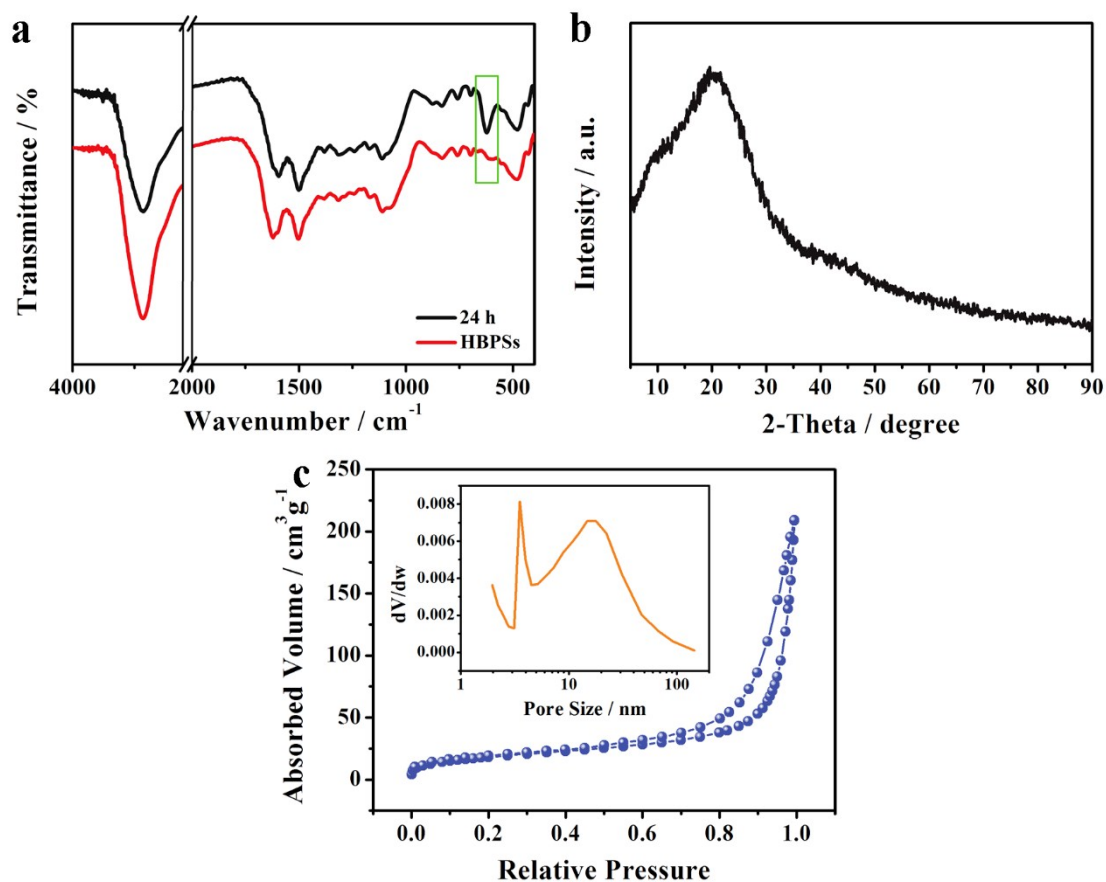 a
Transmittance / %
24 h
HBPSs
4000 2000 1500 1000 500
Wavenumber / cm-1
b
Intensity / a.u.
10 20 30 40 50 60 70 80 90
2-Theta / degree
c
Absorbed Volume / cm3g-1
250
200
150
100
50
0
0.0 0.2 0.4 0.6 0.8 1.0
Relative Pressure
dV/dw
0.008
0.006
0.004
0.002
0.000
1 10 100
Pore Size / nm